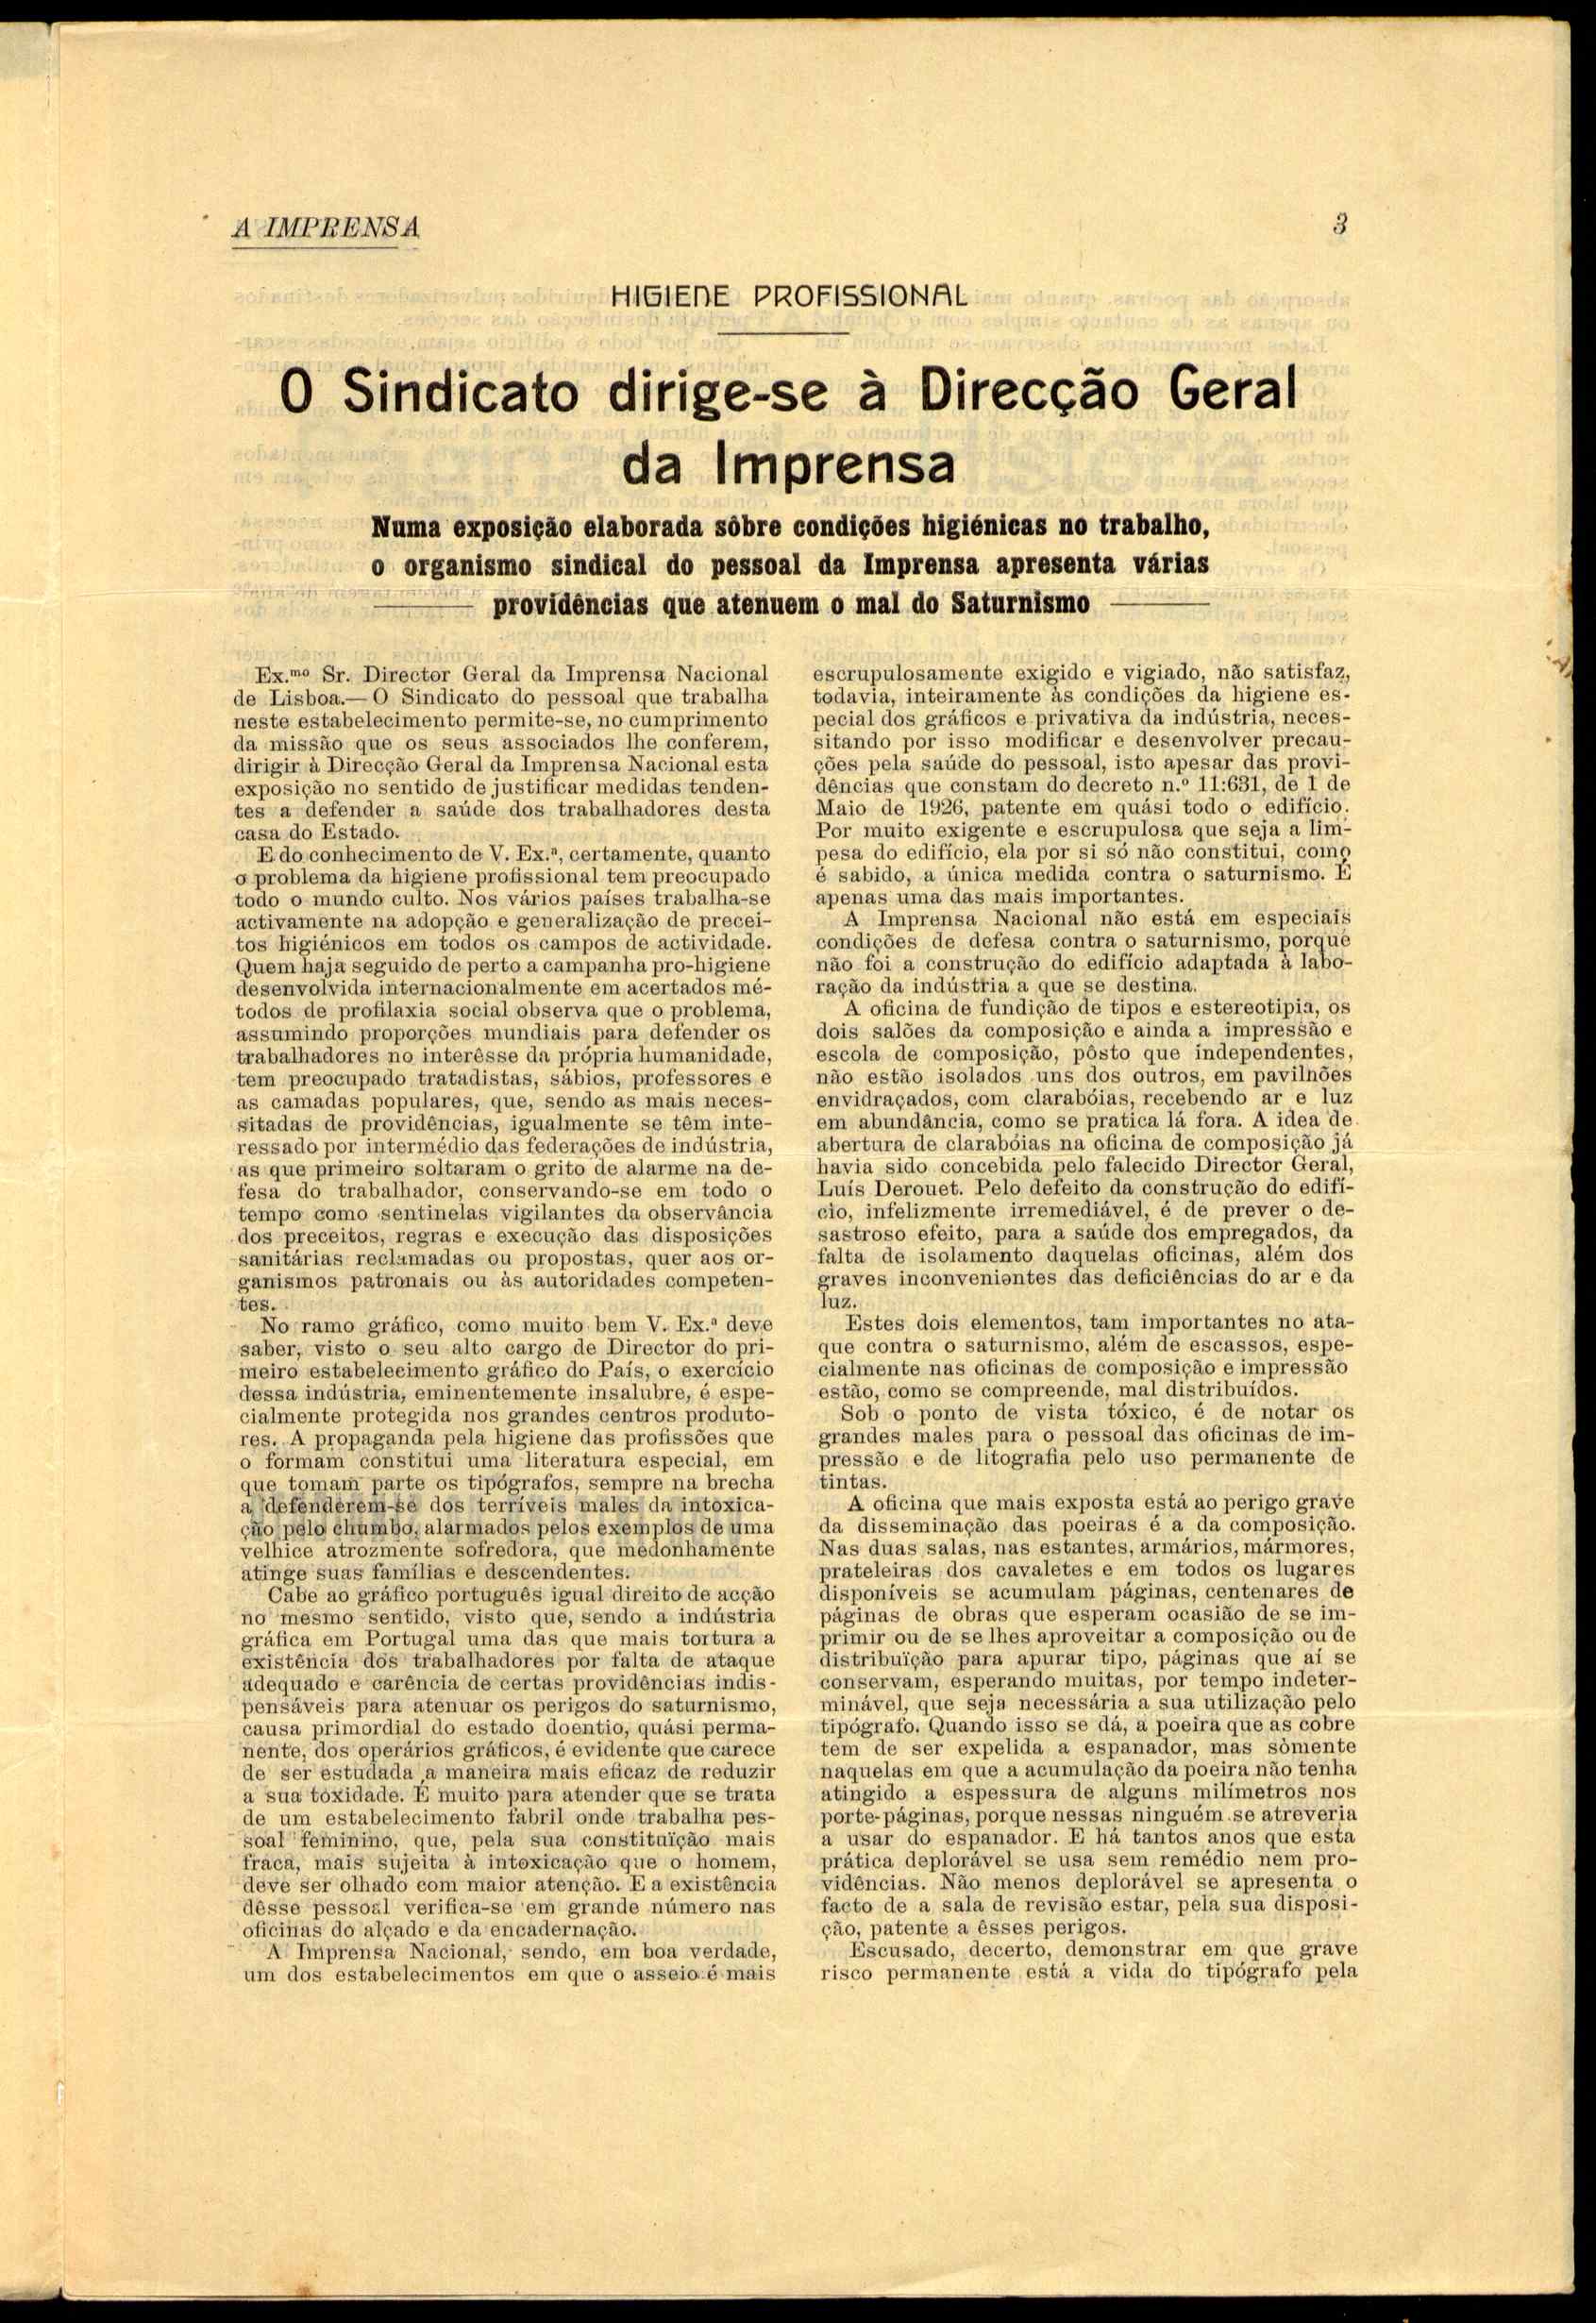 A IMPRENSA
3
HIGIENE PROFISSIONAL
O Sindicato dirige-se à Direcção Geral
da Imprensa
Numa exposição elaborada sôbre condições higiénicas no trabalho,
o organismo sindical do pessoal da Imprensa apresenta várias
providências que atenuem o mal do Saturnismo
Ex.mo Sr. Director Geral da Imprensa Nacional
de Lisboa.— O Sindicato do pessoal que trabalha
neste estabelecimento permite-se, no cumprimento
da missão que os seus associados lhe conferem,
dirigir à Direcção Geral da Imprensa Nacional esta
exposição no sentido de justificar medidas tenden-
tes a defender a saúde dos trabalhadores desta
casa do Estado.
E do conhecimento de V. Ex.ª, certamente, quanto
o problema da higiene profissional tem preocupado
todo o mundo culto. Nos vários países trabalha-se
activamente na adopção e generalização de precei-
tos higiénicos em todos os campos de actividade.
Quem haja seguido de perto a campanha pro-higiene
desenvolvida internacionalmente em acertados mé-
todos de profilaxia social observa que o problema,
assumindo proporções mundiais para defender os
trabalhadores no interêsse da própria humanidade,
tem preocupado tratadistas, sábios, professores e
as camadas populares, que, sendo as mais neces-
sitadas de providências, igualmente se têm inte-
ressado por intermédio das federações de indústria,
as que primeiro soltaram o grito de alarme na de-
fesa do trabalhador, conservando-se em todo o
tempo como sentinelas vigilantes da observância
dos preceitos, regras e execução das disposições
sanitárias reclamadas ou propostas, quer aos or-
ganismos patronais ou às autoridades competen-
tes.
No ramo gráfico, como muito bem V. Ex.ª deve
saber, visto o seu alto cargo de Director do pri-
meiro estabelecimento gráfico do País, o exercício
dessa indústria, eminentemente insalubre, é espe-
cialmente protegida nos grandes centros produto-
res. A propaganda pela higiene das profissões que
o formam constitui uma literatura especial, em
que tomam parte os tipógrafos, sempre na brecha
a defenderem-se dos terríveis males da intoxica-
ção pelo chumbo, alarmados pelos exemplos de uma
velhice atrozmente sofredora, que medonhamente
atinge suas famílias e descendentes.
Cabe ao gráfico português igual direito de acção
no mesmo sentido, visto que, sendo a indústria
gráfica em Portugal uma das que mais tortura a
existência dos trabalhadores por falta de ataque
adequado e carência de certas providências indis-
pensáveis para atenuar os perigos do saturnismo,
causa primordial do estado doentio, quási perma-
nente, dos operários gráficos, é evidente que carece
de ser estudada a maneira mais eficaz de reduzir
a sua toxidade. É muito para atender que se trata
de um estabelecimento fabril onde trabalha pes-
soal feminino, que, pela sua constituïção mais
fraca, mais sujeita à intoxicação que o homem,
deve ser olhado com maior atenção. E a existência
dêsse pessoal verifica-se em grande número nas
oficinas do alçado e da encadernação.
A Imprensa Nacional, sendo, em boa verdade,
um dos estabelecimentos em que o asseio é mais
escrupulosamente exigido e vigiado, não satisfaz,
todavia, inteiramente às condições da higiene es-
pecial dos gráficos e privativa da indústria, neces-
sitando por isso modificar e desenvolver precau-
ções pela saúde do pessoal, isto apesar das provi-
dências que constam do decreto n.º 11:631, de 1 de
Maio de 1926, patente em quási todo o edifício.
Por muito exigente e escrupulosa que seja a lim-
pesa do edifício, ela por si só não constitui, como
é sabido, a única medida contra o saturnismo. É
apenas uma das mais importantes.
A Imprensa Nacional não está em especiais
condições de defesa contra o saturnismo, porque
não foi a construção do edifício adaptada à labo-
ração da indústria a que se destina.
A oficina de fundição de tipos e estereotipia, os
dois salões da composição e ainda a impressão e
escola de composição, pôsto que independentes,
não estão isolados uns dos outros, em pavilhões
envidraçados, com clarabóias, recebendo ar e luz
em abundância, como se pratica lá fora. A idea de
abertura de clarabóias na oficina de composição já
havia sido concebida pelo falecido Director Geral,
Luís Derouet. Pelo defeito da construção do edifí-
cio, infelizmente irremediável, é de prever o de-
sastroso efeito, para a saúde dos empregados, da
falta de isolamento daquelas oficinas, além dos
graves inconvenientes das deficiências do ar e da
luz.
Estes dois elementos, tam importantes no ata-
que contra o saturnismo, além de escassos, espe-
cialmente nas oficinas de composição e impressão
estão, como se compreende, mal distribuídos.
Sob o ponto de vista tóxico, é de notar os
grandes males para o pessoal das oficinas de im-
pressão e de litografia pelo uso permanente de
tintas.
A oficina que mais exposta está ao perigo grave
da disseminação das poeiras é a da composição.
Nas duas salas, nas estantes, armários, mármores,
prateleiras dos cavaletes e em todos os lugares
disponíveis se acumulam páginas, centenares de
páginas de obras que esperam ocasião de se im-
primir ou de se lhes aproveitar a composição ou de
distribuïção para apurar tipo, páginas que aí se
conservam, esperando muitas, por tempo indeter-
minável, que seja necessária a sua utilização pelo
tipógrafo. Quando isso se dá, a poeira que as cobre
tem de ser expelida a espanador, mas sòmente
naquelas em que a acumulação da poeira não tenha
atingido a espessura de alguns milímetros nos
porte-páginas, porque nessas ninguém se atreveria
a usar do espanador. E há tantos anos que esta
prática deplorável se usa sem remédio nem pro-
vidências. Não menos deplorável se apresenta o
facto de a sala de revisão estar, pela sua disposi-
ção, patente a êsses perigos.
Escusado, decerto, demonstrar em que grave
risco permanente está a vida do tipógrafo pela